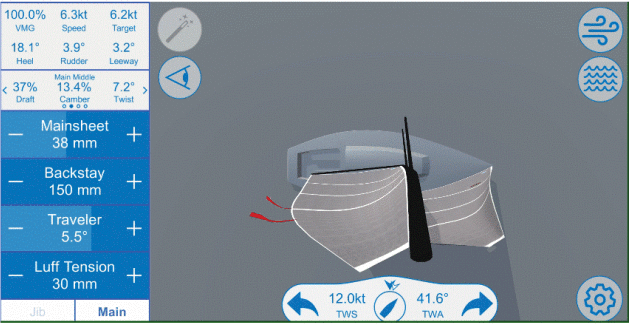 100.0% 6.3kt 6.2kt
VMG Speed Target
18.1° 3.9° 3.2°
Heel Rudder Leeway
Main Middle
37% 13.4% 7.2°
Draft Camber Twist
Mainsheet
38 mm
Backstay
150 mm
Traveler
5.5°
Luff Tension
30 mm
Jib Main
12.0kt 41.6°
TWS TWA